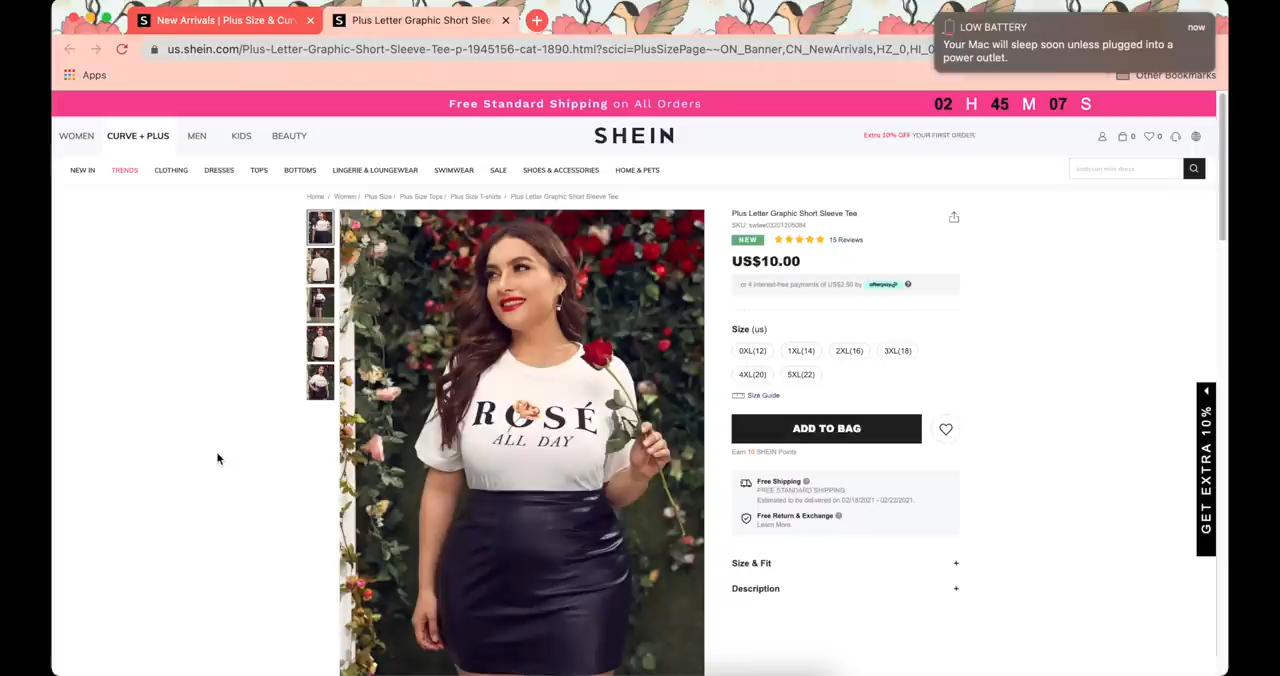 New Arrivals | Plus Size & Cur
Plus Letter Graphic Short Slee
LOW BATTERY
now
Your Mac will sleep soon unless plugged into a
power outlet.
us.shein.com/Plus-Letter-Graphic-Short-Sleeve-Tee-p-1945156-cat-1890.html?scici=PlusSizePage~~ON_Banner,CN_NewArrivals,HZ_0,HI_0
Apps
Other Bookmarks
Free Standard Shipping on All Orders
02 H 45 M 07 S
WOMEN
CURVE + PLUS
MEN
KIDS
BEAUTY
SHEIN
Extra 10% OFF YOUR FIRST ORDER
0
0
NEW IN
TRENDS
CLOTHING
DRESSES
TOPS
BOTTOMS
LINGERIE & LOUNGEWEAR
SWIMWEAR
SALE
SHOES & ACCESSORIES
HOME & PETS
Home / Women / Plus Size / Plus Size Tops / Plus Size T-shirts / Plus Letter Graphic Short Sleeve Tee
Plus Letter Graphic Short Sleeve Tee
NEW
15 Reviews
US$10.00
or 4 interest-free payments of US$2.50 by afterpay
Size (us)
0XL(12)
1XL(14)
2XL(16)
3XL(18)
4XL(20)
5XL(22)
Size Guide
ADD TO BAG
Earn 10 SHEIN Points
Free Shipping
FREE STANDARD SHIPPING
Estimated to be delivered on 02/18/2021 - 02/22/2021.
Free Return & Exchange
Learn More.
Size & Fit +
Description +
GET EXTRA 10%
ROSÉ
ALL DAY